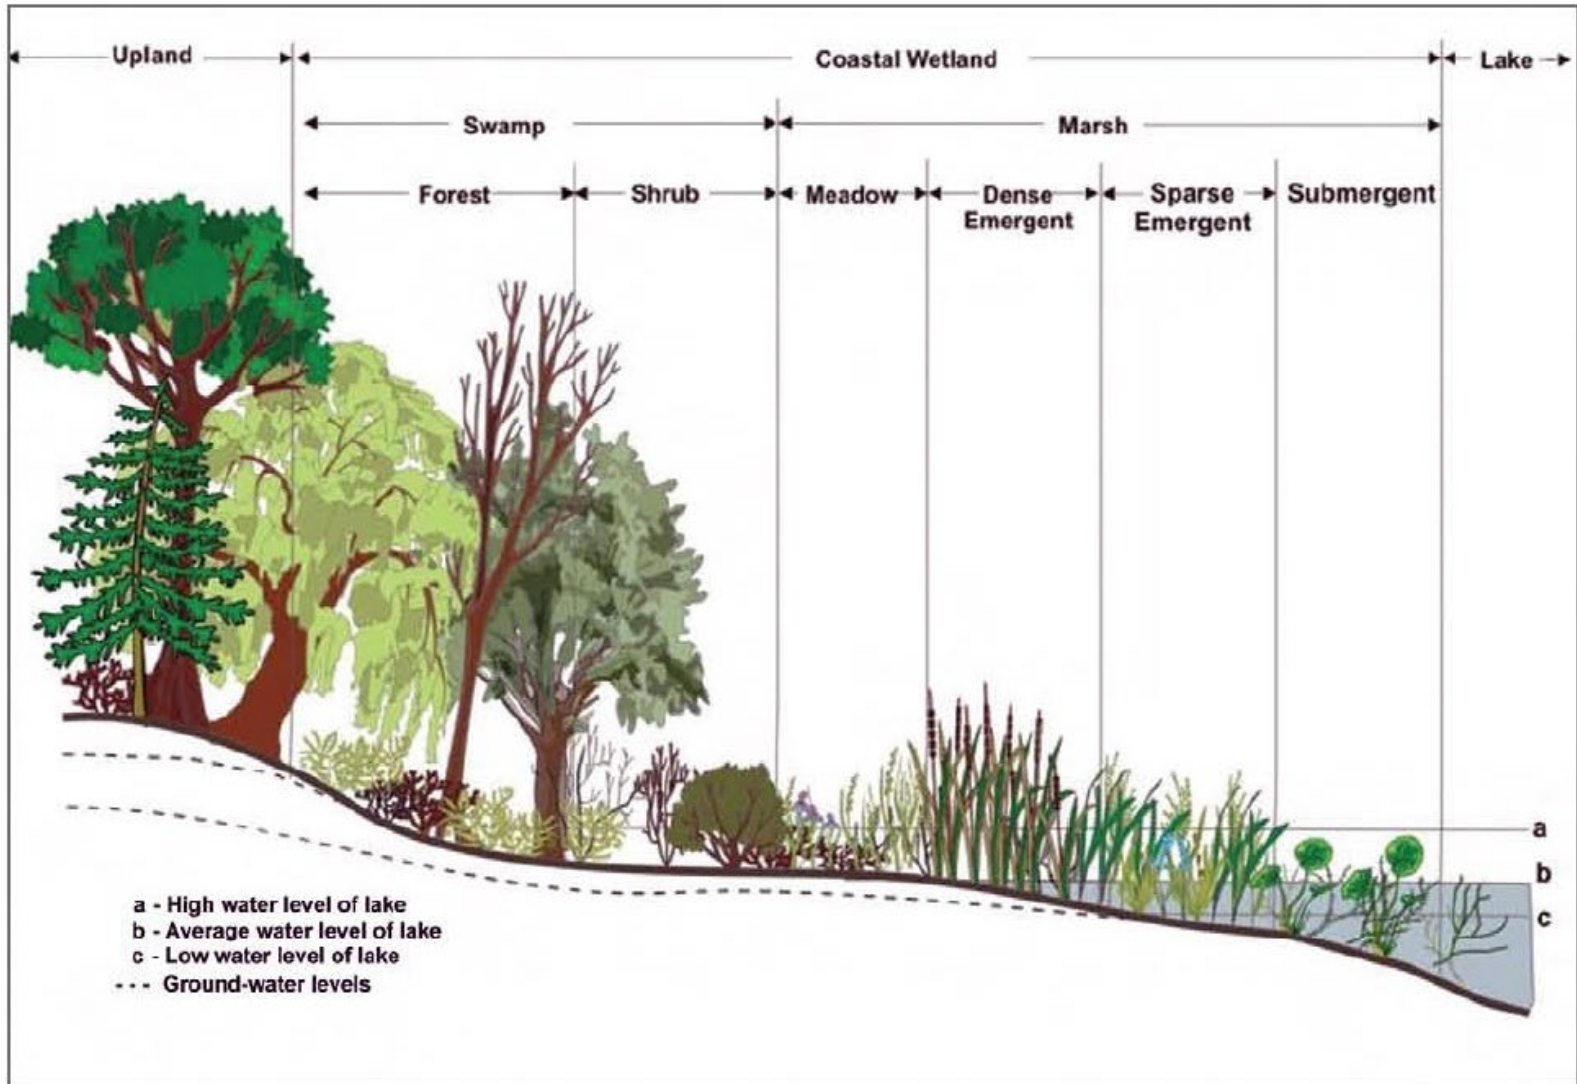 Upland
Coastal Wetland
Lake
Swamp
Marsh
Forest
Shrub
Meadow
Dense
Emergent
Sparse
Emergent
Submergent
a
b
c
a - High water level of lake
b - Average water level of lake
c - Low water level of lake
--- Ground-water levels